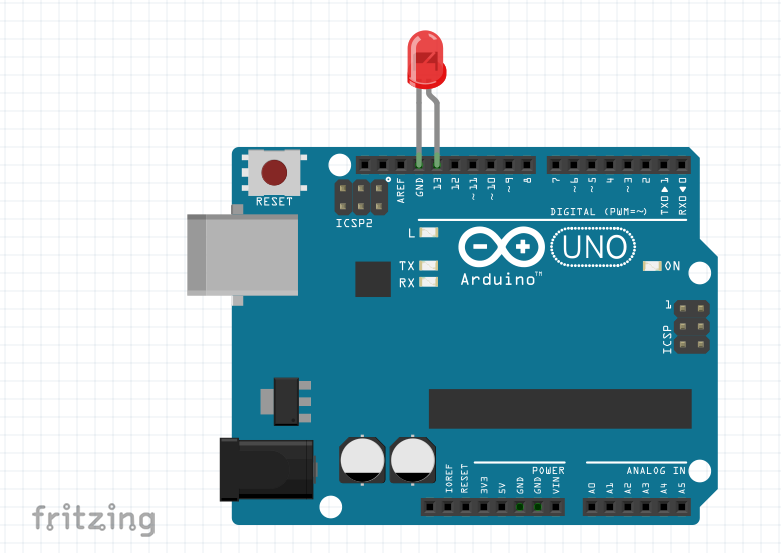 RESET
ICSP2
AREF
GND
13
12
~11
~10
~9
8
7
~6
~5
4
~3
2
TX0▶1
RX0◀0
DIGITAL (PWM=~)
L
TX
RX
UNO
Arduino™
ON
1
ICSP
POWER
ANALOG IN
IOREF
RESET
3V3
5V
GND
GND
VIN
A0
A1
A2
A3
A4
A5
fritzing